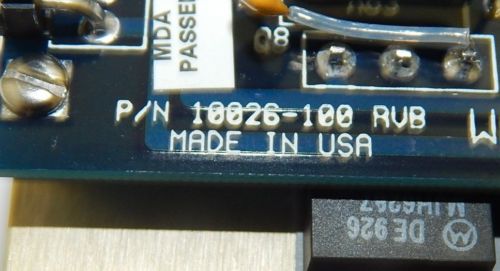 MDA
PASSE
Q8
P/N 10026-100 RVB
MADE IN USA
W
DE 926